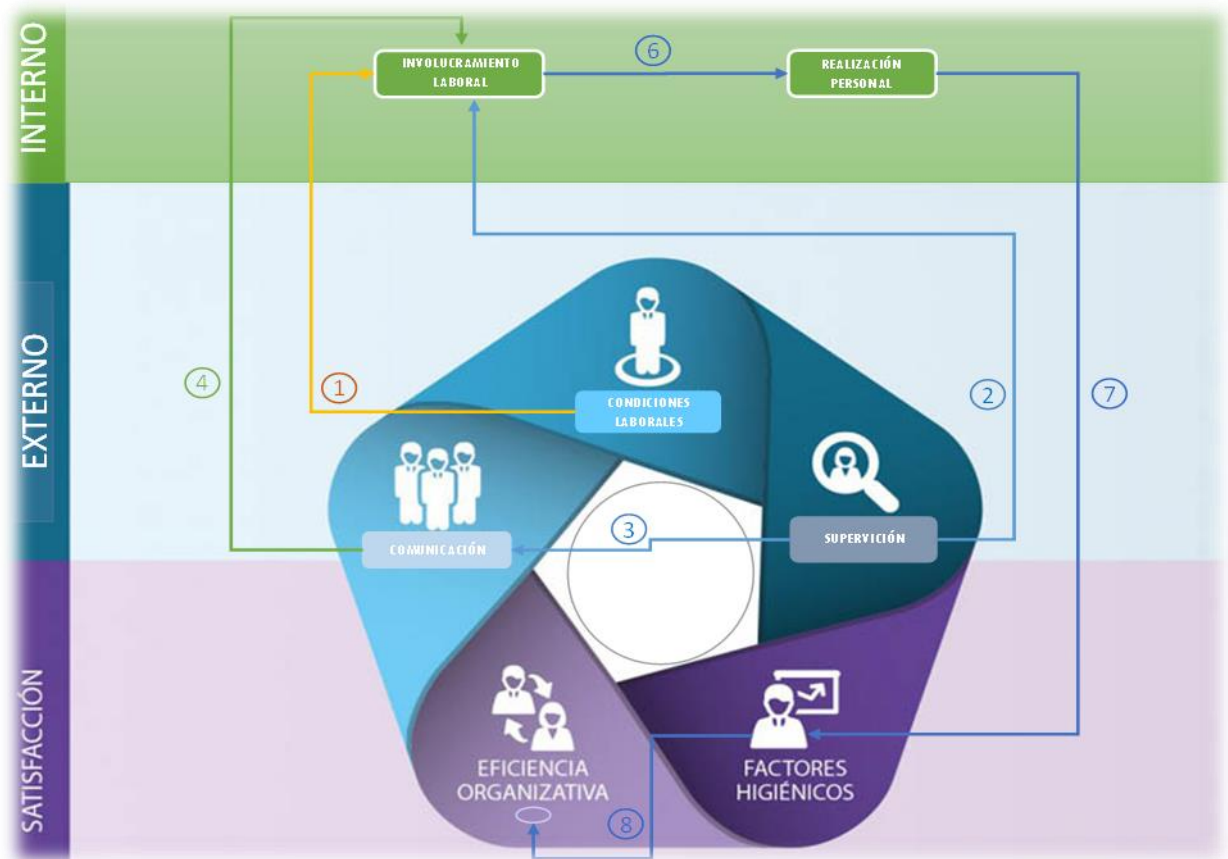 INTERNO
INVOLUCRAMIENTO
LABORAL
6
REALIZACIÓN
PERSONAL
EXTERNO
4
1
CONDICIONES
LABORALES
2
7
COMUNICACIÓN
3
SUPERVICIÓN
SATISFACCIÓN
EFICIENCIA
ORGANIZATIVA
FACTORES
HIGIÉNICOS
8